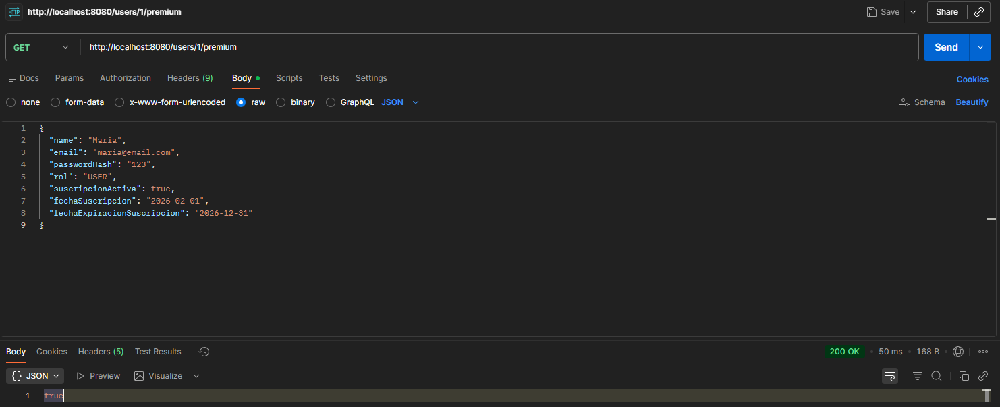 HTTP http://localhost:8080/users/1/premium Save Share
GET http://localhost:8080/users/1/premium Send
Docs Params Authorization Headers (9) Body Scripts Tests Settings Cookies
none form-data x-www-form-urlencoded raw binary GraphQL JSON Schema Beautify
1 {
2 "name": "Maria",
3 "email": "maria@email.com",
4 "passwordHash": "123",
5 "rol": "USER",
6 "suscripcionActiva": true,
7 "fechaSuscripcion": "2026-02-01",
8 "fechaExpiracionSuscripcion": "2026-12-31"
9 }
Body Cookies Headers (5) Test Results 200 OK • 50 ms • 168 B •
{} JSON Preview Visualize
1 true